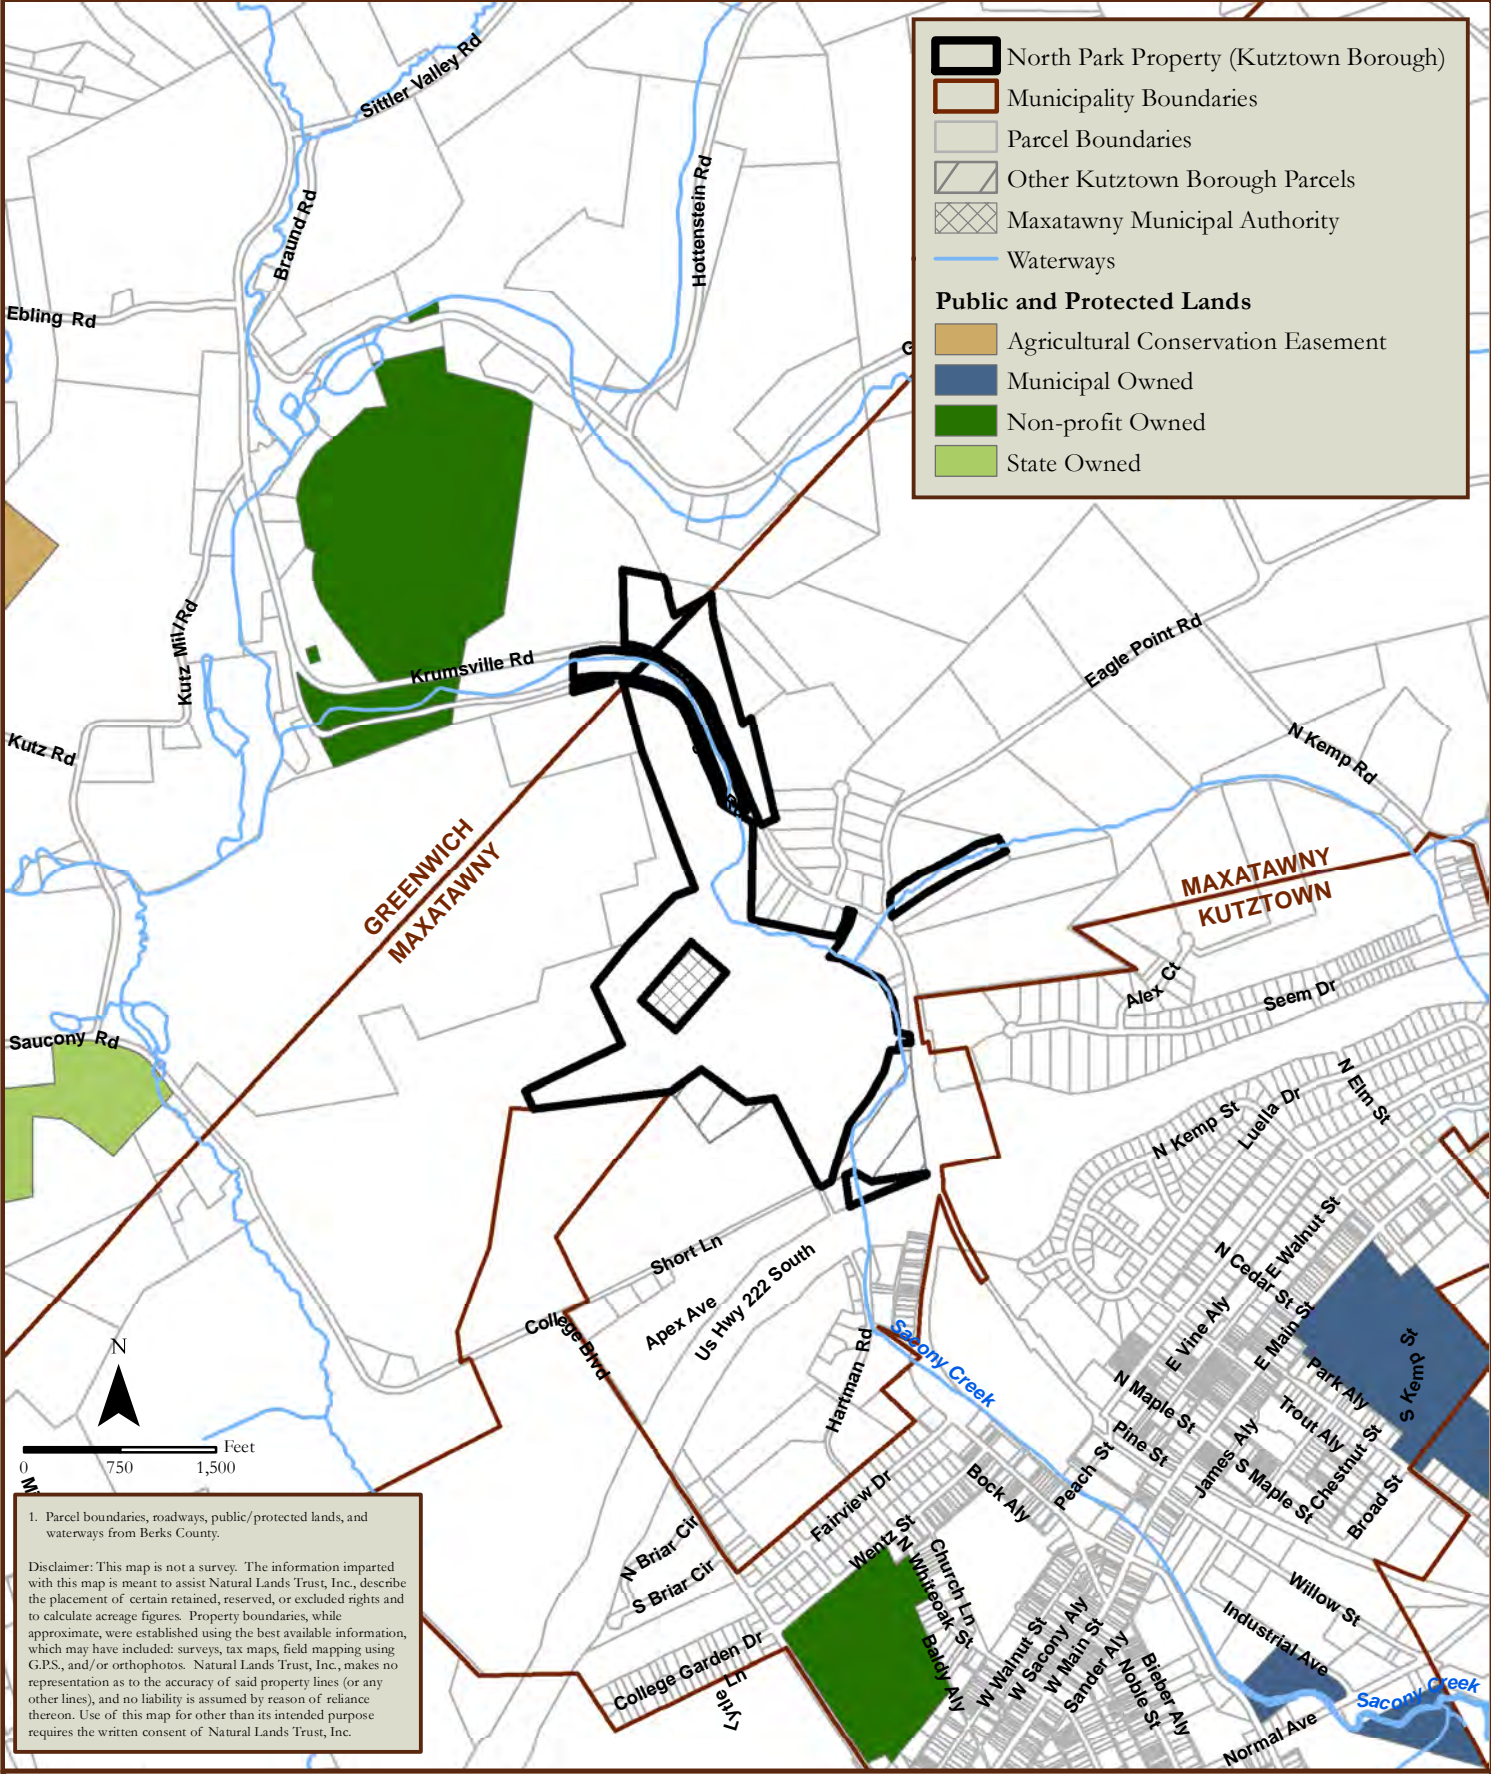 North Park Property (Kutztown Borough)
Municipality Boundaries
Parcel Boundaries
Other Kutztown Borough Parcels
Maxatawny Municipal Authority
Waterways
Public and Protected Lands
Agricultural Conservation Easement
Municipal Owned
Non-profit Owned
State Owned
Sittler Valley Rd
Braund Rd
Hottenstein Rd
Ebling Rd
G
Kutz Mill Rd
Krumsville Rd
Eagle Point Rd
Kutz Rd
N Kemp Rd
GREENWICH
MAXATAWNY
MAXATAWNY
KUTZTOWN
Alex Ct
Seem Dr
Saucony Rd
N Elm St
N Kemp St
Luella Dr
Short Ln
Apex Ave
Us Hwy 222 South
College Blvd
Hartman Rd
Sacony Creek
N Cedar St
E Walnut St
E Vine Aly
E Main St
Park Aly
S Kemp St
N Maple St
Trout Aly
Pine St
James Aly
S Maple St
Chestnut St
Broad St
Peach St
Bock Aly
Fairview Dr
Wentz St
N Whiteoak St
Church Ln
N Briar Cir
S Briar Cir
College Garden Dr
Lytle Ln
Baldy Aly
W Walnut St
W Sacony Aly
W Main St
Sander Aly
Noble St
Bieber Aly
Willow St
Industrial Ave
Sacony Creek
Normal Ave
N
Feet
0 750 1,500
Mi
1. Parcel boundaries, roadways, public/protected lands, and
waterways from Berks County.
Disclaimer: This map is not a survey. The information imparted
with this map is meant to assist Natural Lands Trust, Inc., describe
the placement of certain retained, reserved, or excluded rights and
to calculate acreage figures. Property boundaries, while
approximate, were established using the best available information,
which may have included: surveys, tax maps, field mapping using
G.P.S., and/or orthophotos. Natural Lands Trust, Inc., makes no
representation as to the accuracy of said property lines (or any
other lines), and no liability is assumed by reason of reliance
thereon. Use of this map for other than its intended purpose
requires the written consent of Natural Lands Trust, Inc.